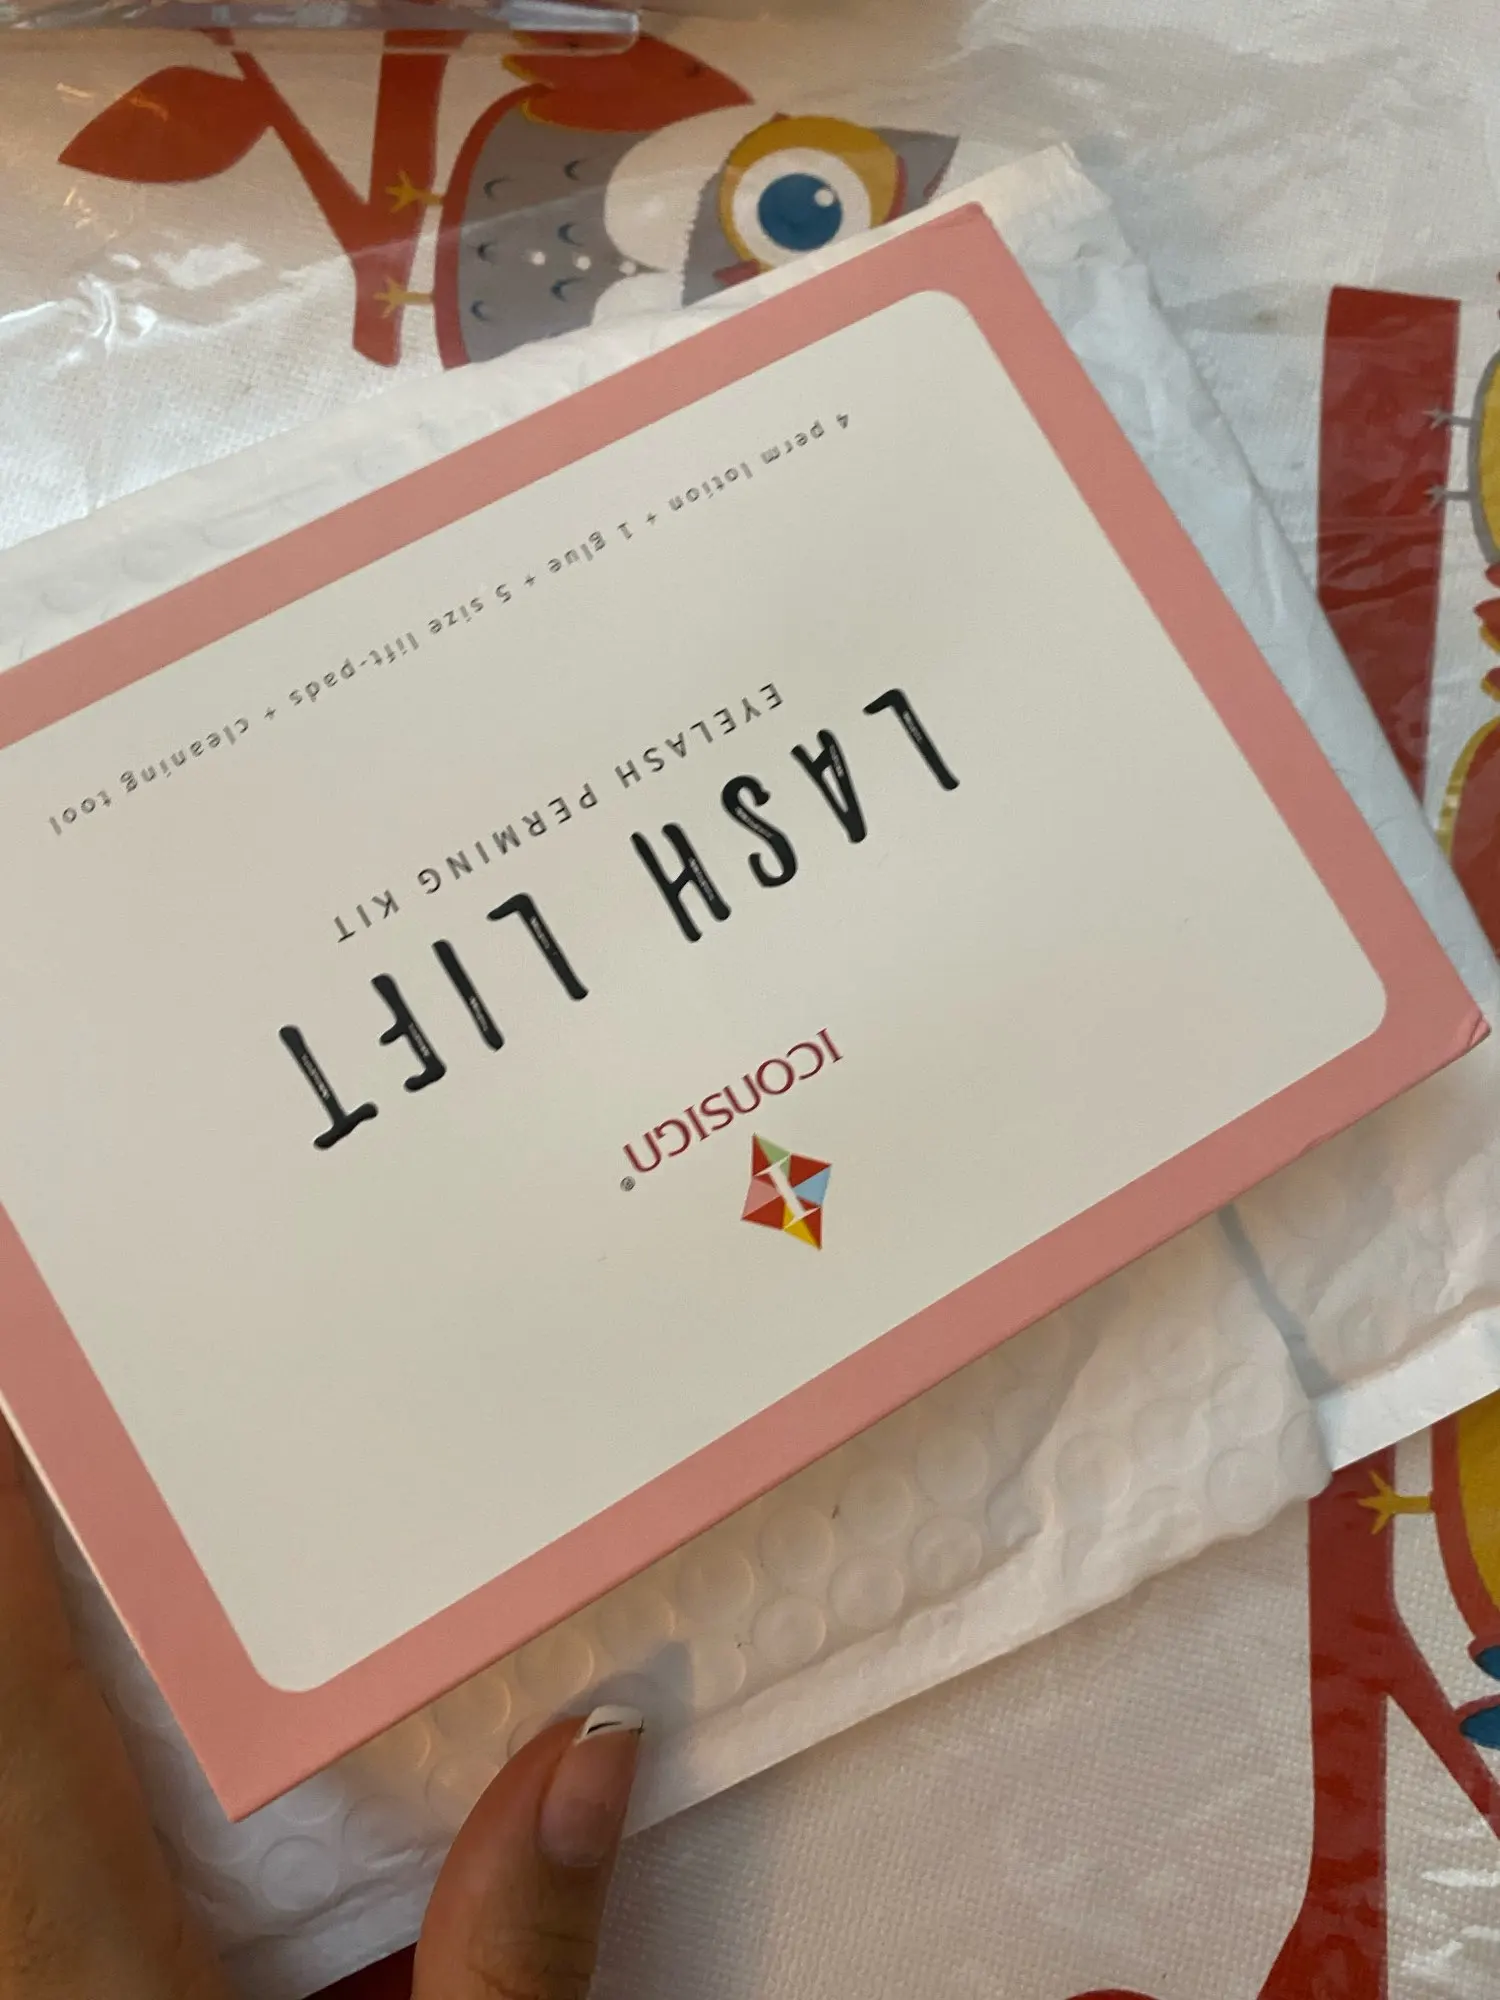 I
ICONSIGN®
LASH LIFT
EYELASH PERMING KIT
4 perm lotion + 1 glue + 5 size lift-pads + cleaning tool